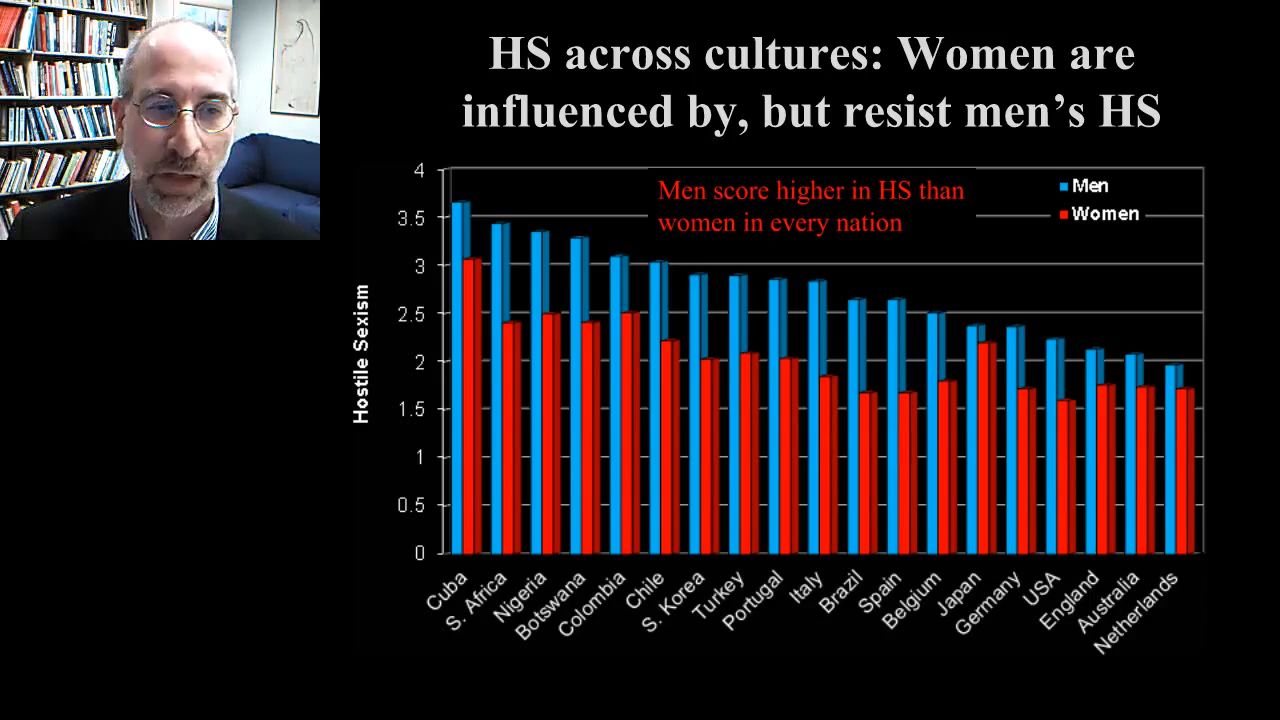 HS across cultures: Women are
influenced by, but resist men's HS
Men score higher in HS than
women in every nation
Men
Women
Hostile Sexism
4
3.5
3
2.5
2
1.5
1
0.5
0
Cuba
S. Africa
Nigeria
Botswana
Colombia
Chile
S. Korea
Turkey
Portugal
Italy
Brazil
Spain
Belgium
Japan
Germany
USA
England
Australia
Netherlands